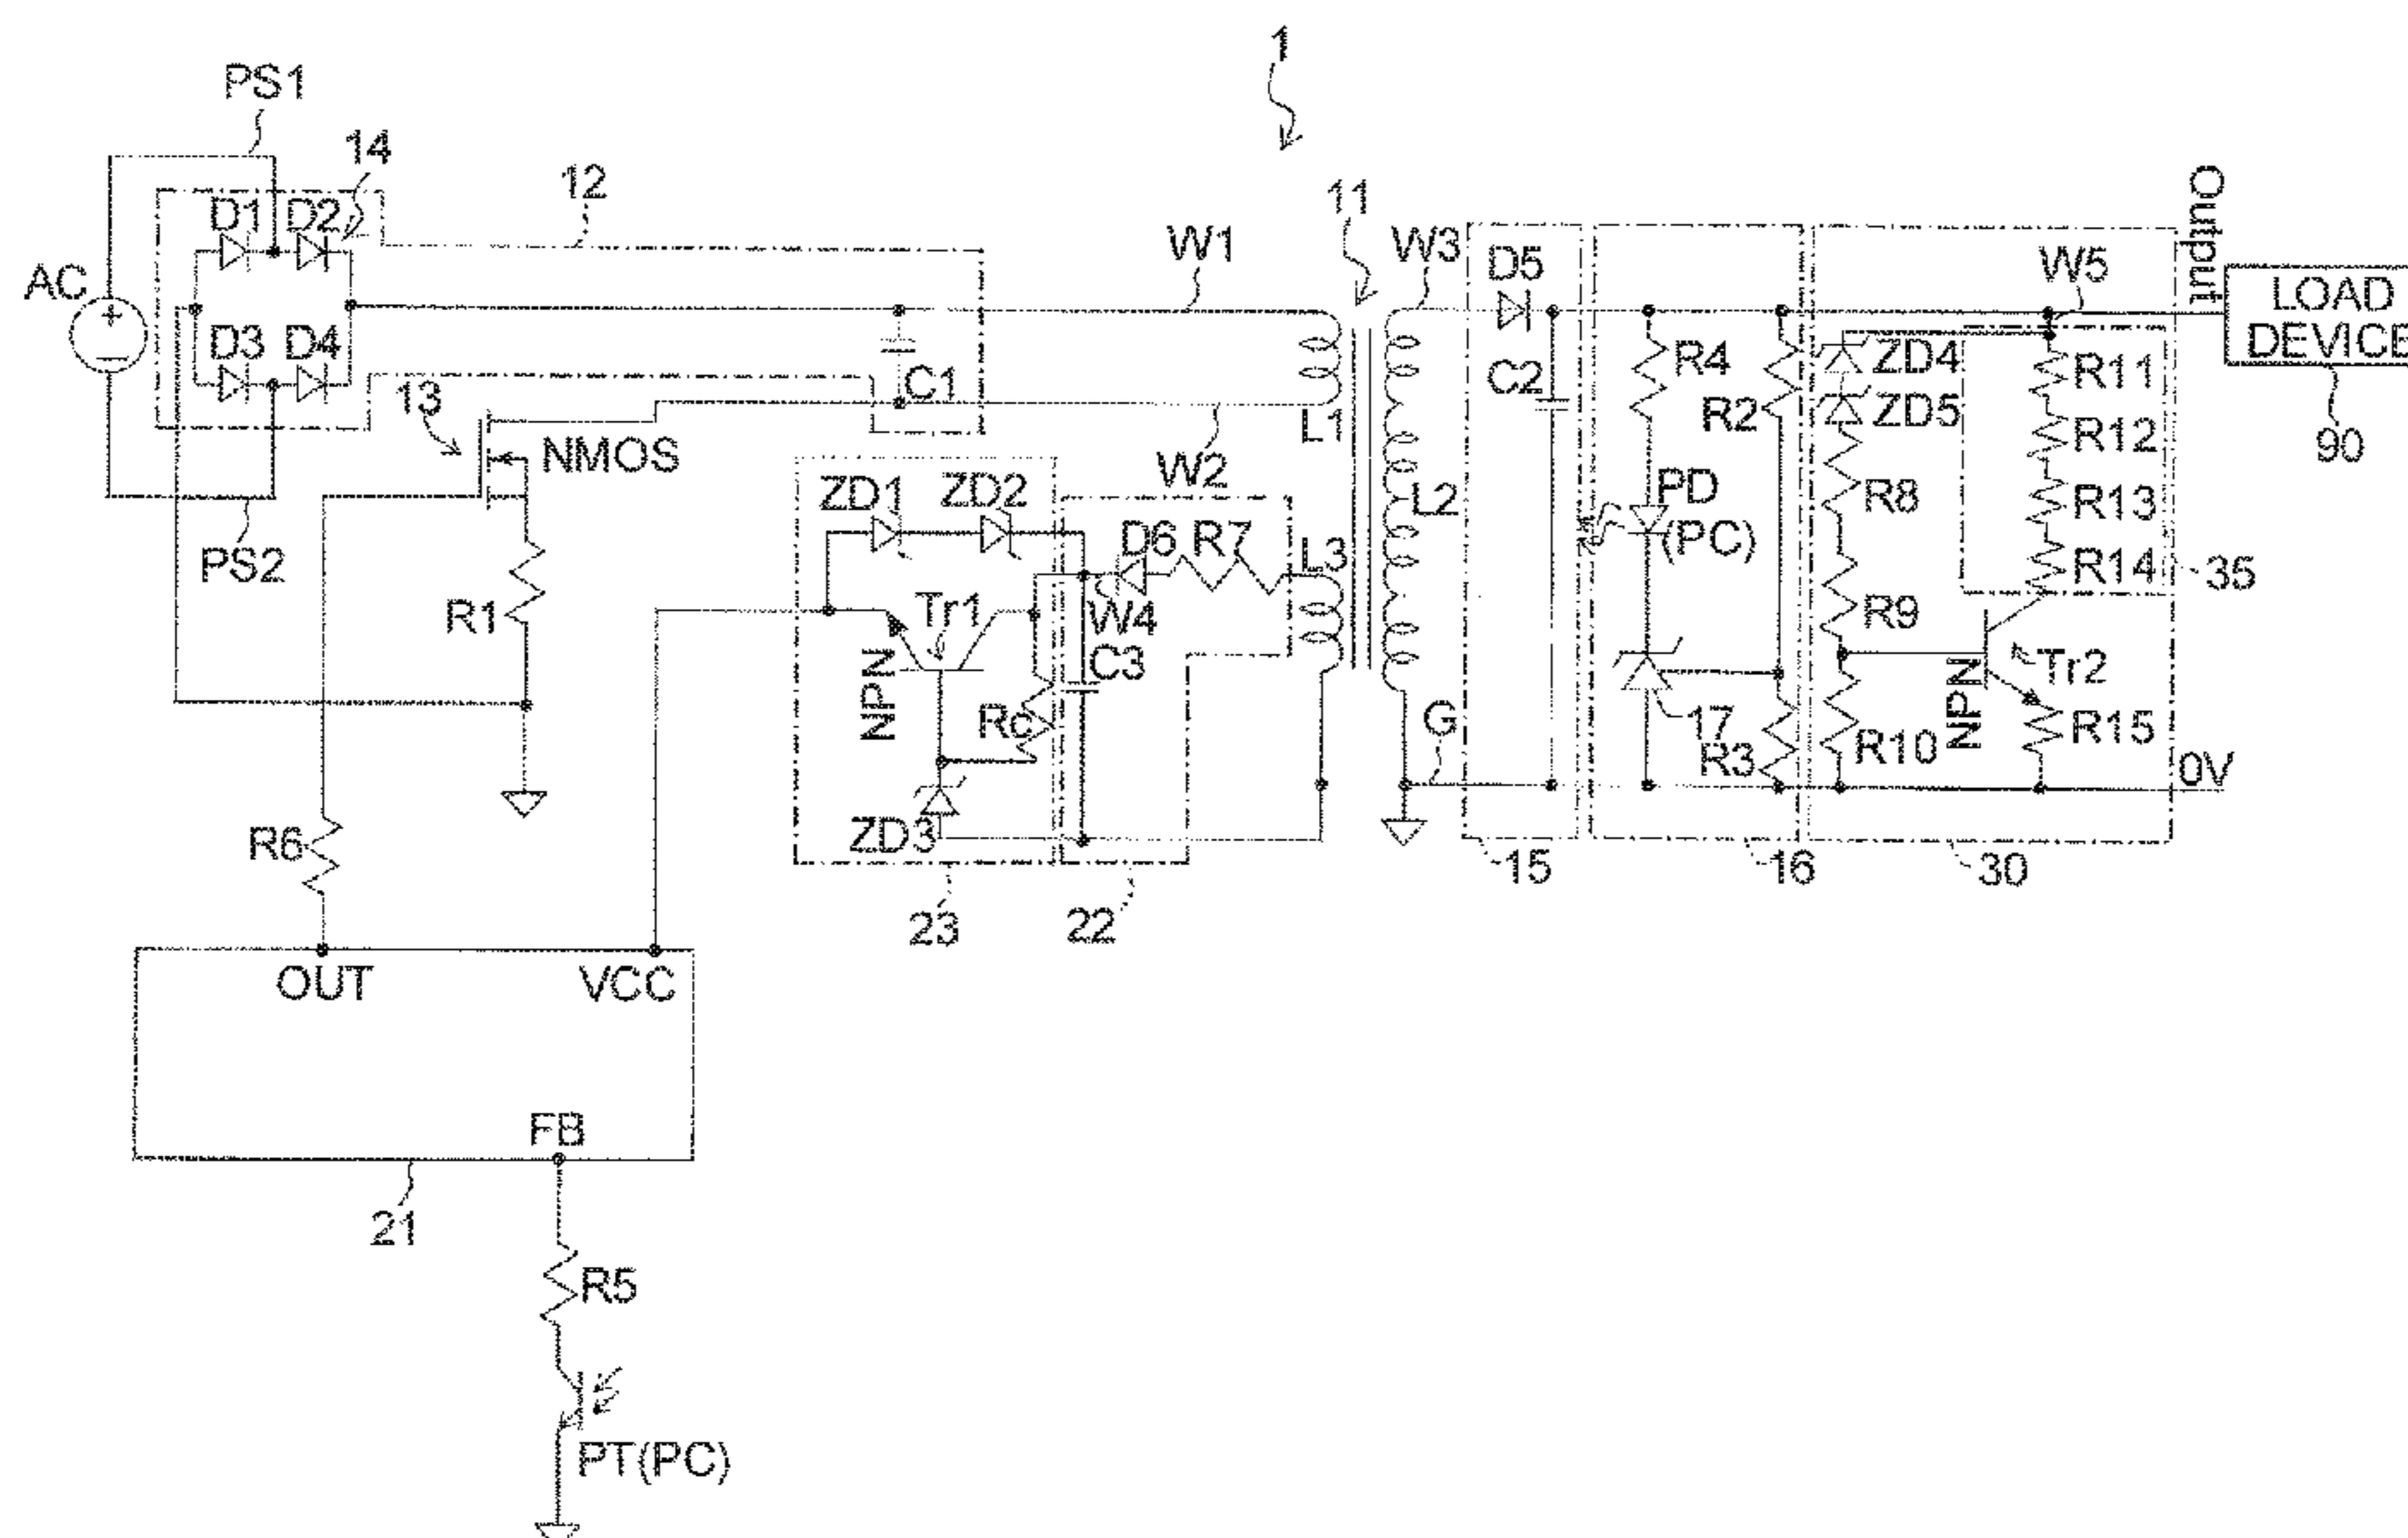 1
PS1
14
12
11
Output
D1
D2
W1
W3
D5
W5
AC
LOAD
DEVICE
+
D3
D4
C1
C2
R4
R2
ZD4
ZD5
R11
R12
R13
R14
13
NMOS
L1
90
PS2
W2
ZD1
ZD2
D6
R7
L3
L2
PD
(PC)
R8
R9
35
R1
Tr1
W4
C3
NPN
Rc
ZD3
G
17
R3
R10
NPN
Tr2
R15
0V
R6
15
16
30
23
22
OUT
VCC
FB
21
R5
PT(PC)